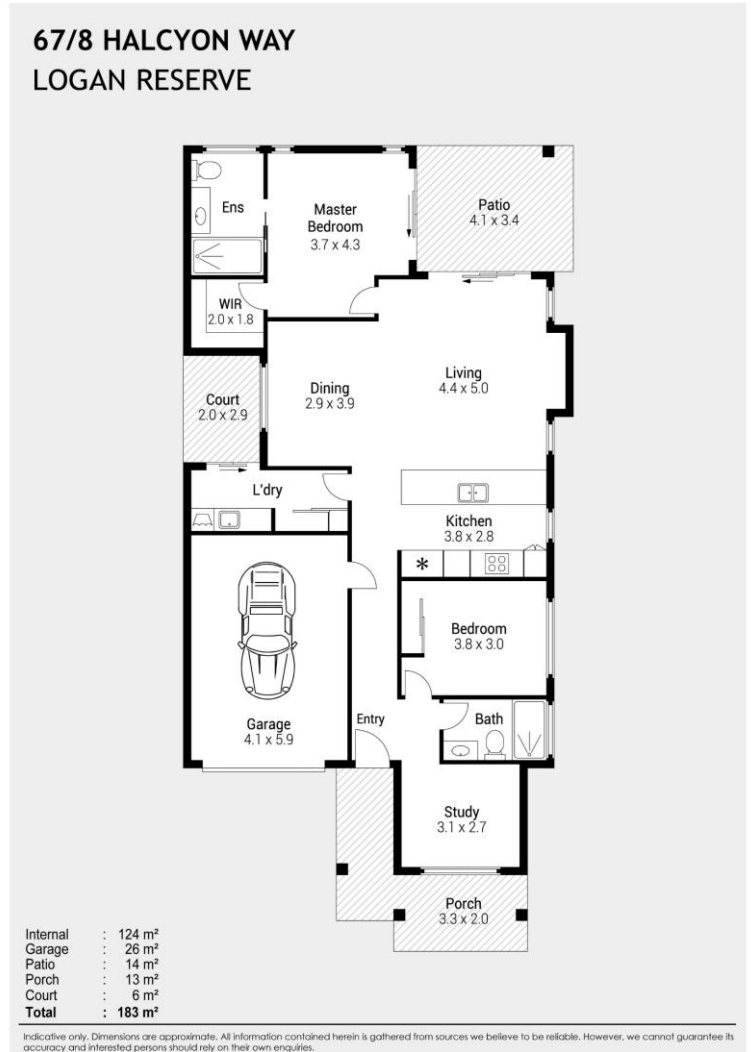 67/8 HALCYON WAY
LOGAN RESERVE
Ens
Master
Bedroom
3.7 x 4.3
Patio
4.1 x 3.4
WIR
2.0 x 1.8
Court
2.0 x 2.9
Dining
2.9 x 3.9
Living
4.4 x 5.0
L'dry
Kitchen
3.8 x 2.8
*
Bedroom
3.8 x 3.0
Garage
4.1 x 5.9
Entry
Bath
Study
3.1 x 2.7
Porch
3.3 x 2.0
Internal : 124 m²
Garage : 26 m²
Patio : 14 m²
Porch : 13 m²
Court : 6 m²
Total : 183 m²
Indicative only. Dimensions are approximate. All information contained herein is gathered from sources we believe to be reliable. However, we cannot guarantee its
accuracy and interested persons should rely on their own enquiries.